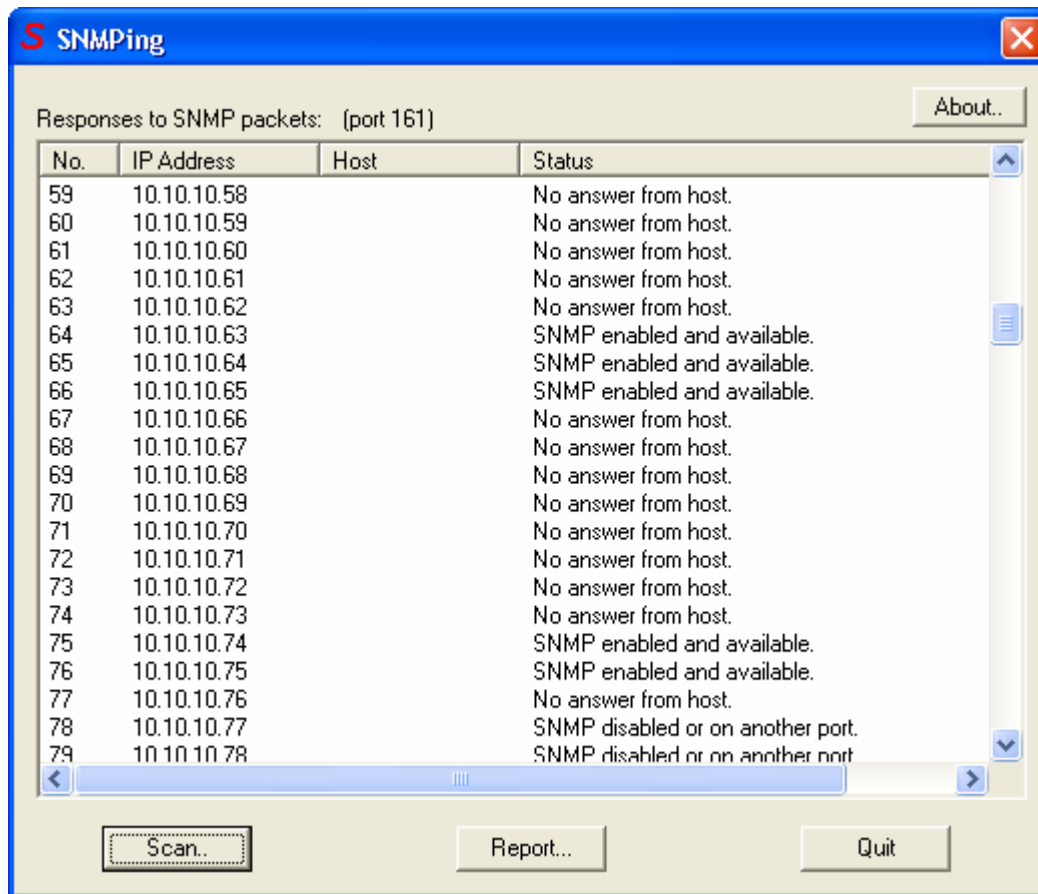 S SNMPing
About..
Responses to SNMP packets: (port 161)
No. IP Address Host Status
59 10.10.10.58 No answer from host.
60 10.10.10.59 No answer from host.
61 10.10.10.60 No answer from host.
62 10.10.10.61 No answer from host.
63 10.10.10.62 No answer from host.
64 10.10.10.63 SNMP enabled and available.
65 10.10.10.64 SNMP enabled and available.
66 10.10.10.65 SNMP enabled and available.
67 10.10.10.66 No answer from host.
68 10.10.10.67 No answer from host.
69 10.10.10.68 No answer from host.
70 10.10.10.69 No answer from host.
71 10.10.10.70 No answer from host.
72 10.10.10.71 No answer from host.
73 10.10.10.72 No answer from host.
74 10.10.10.73 No answer from host.
75 10.10.10.74 SNMP enabled and available.
76 10.10.10.75 SNMP enabled and available.
77 10.10.10.76 No answer from host.
78 10.10.10.77 SNMP disabled or on another port.
79 10.10.10.78 SNMP disabled or on another port
Scan.. Report... Quit